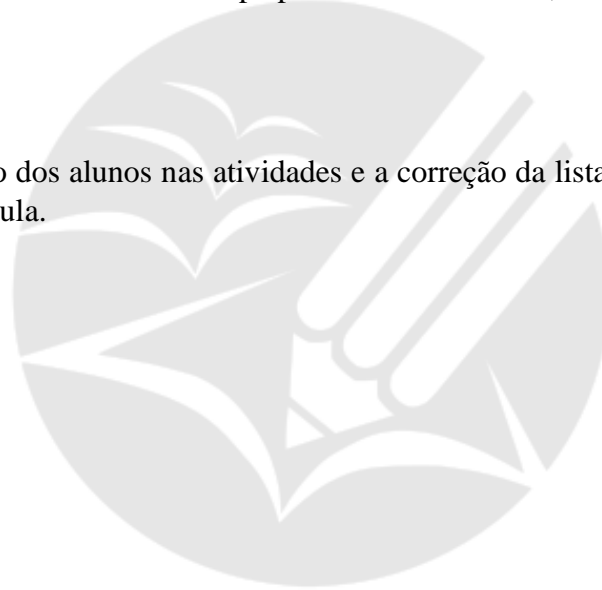 o dos alunos nas atividades e a correção da lista
ula.